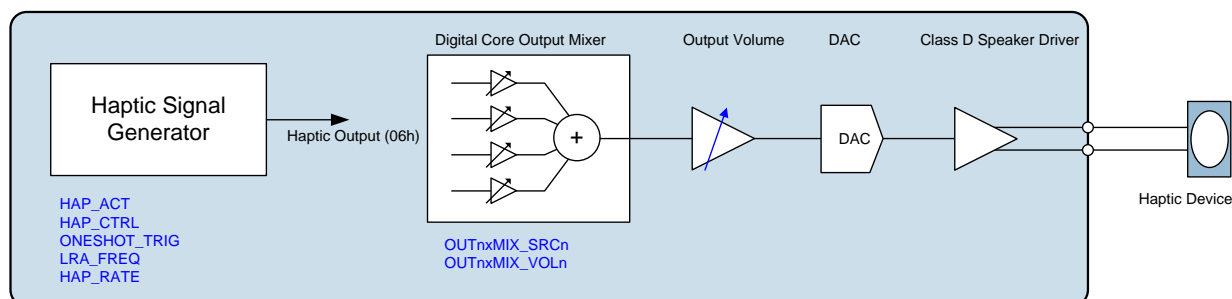 Digital Core Output Mixer
Output Volume
DAC
Class D Speaker Driver
Haptic Signal
Generator
Haptic Output (06h)
+
DAC
Haptic Device
HAP_ACT
HAP_CTRL
ONESHOT_TRIG
LRA_FREQ
HAP_RATE
OUTnxMIX_SRCn
OUTnxMIX_VOLn